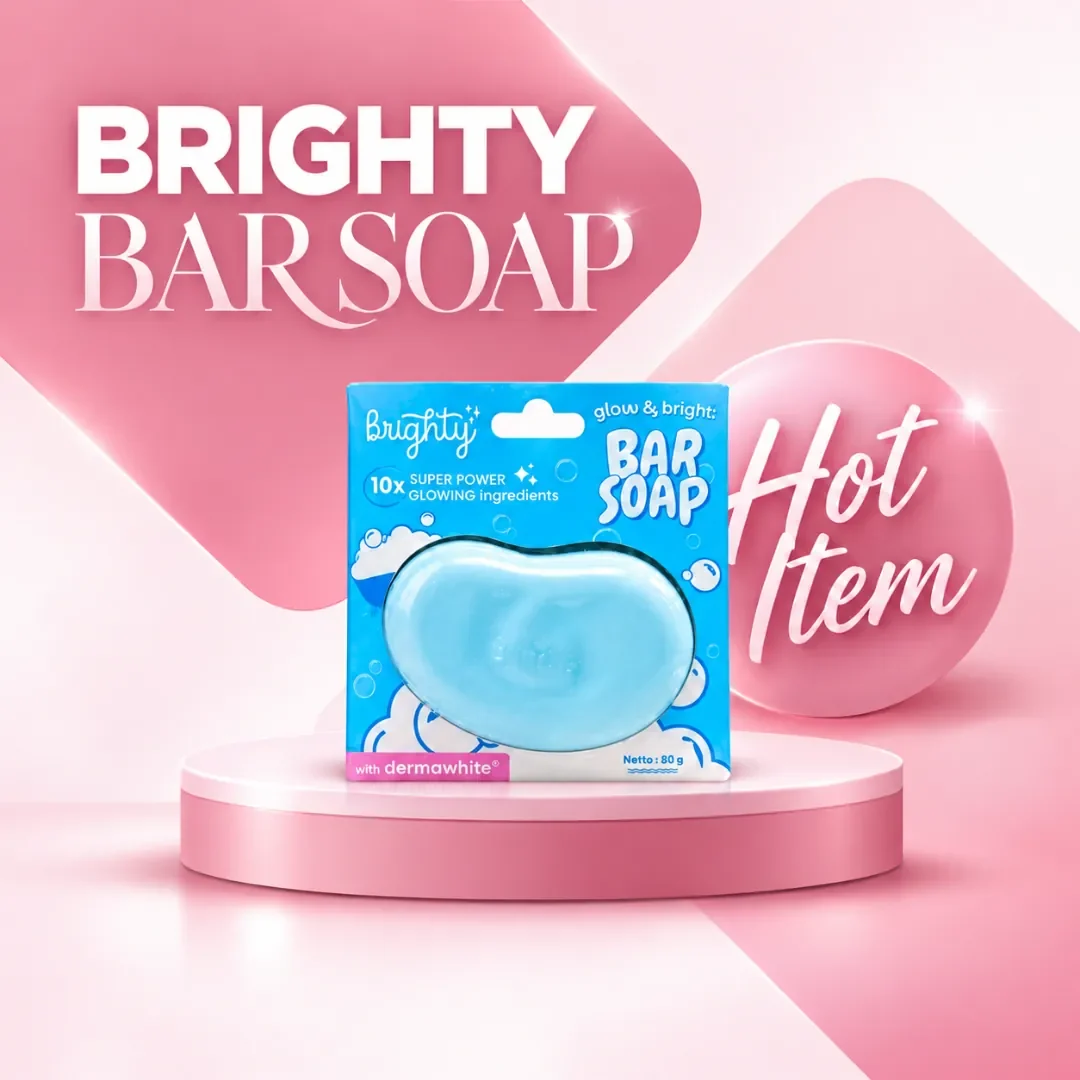 BRIGHTY
BAR SOAP
brighty
glow & bright:
BAR
SOAP
10x SUPER POWER
GLOWING ingredients
Hot
Item
with dermawhite®
Netto : 80 g